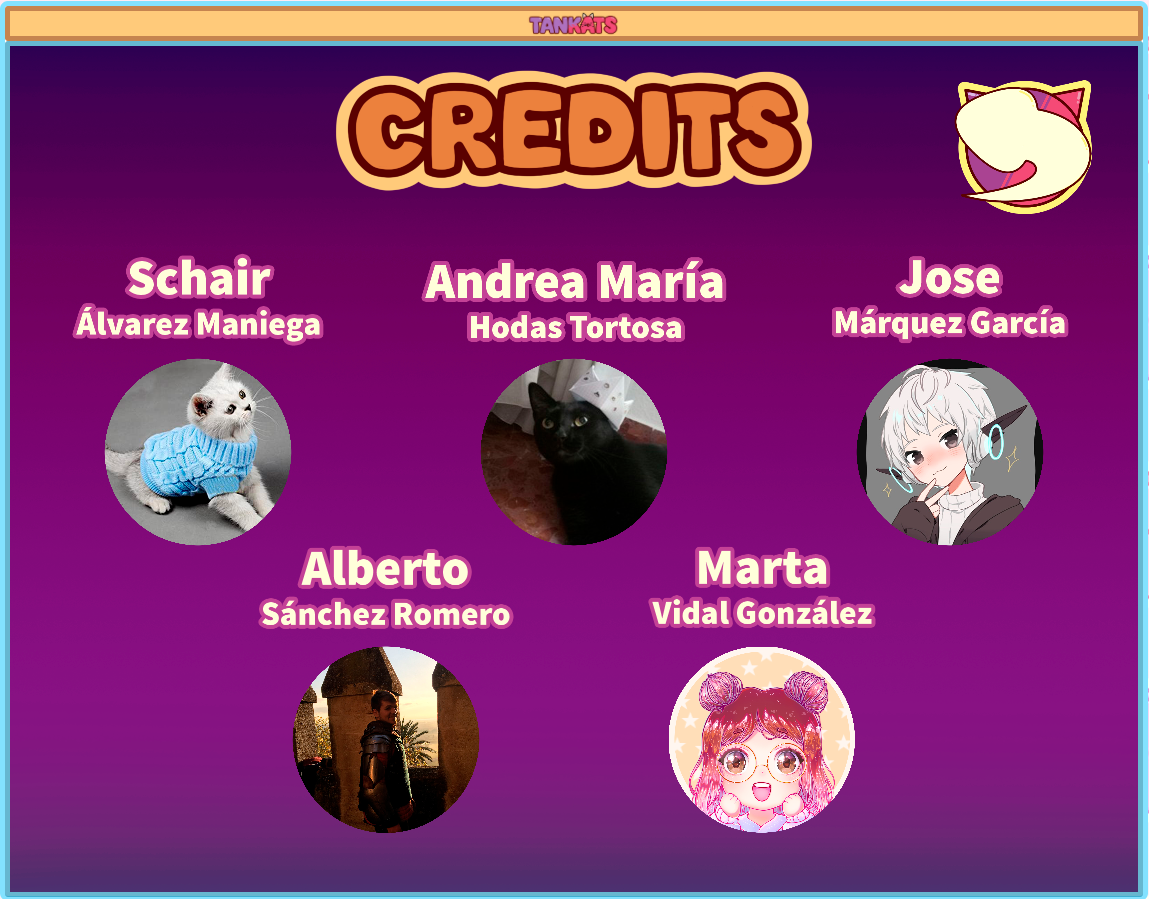 TANKATS
CREDITS
Schair
Álvarez Maniega
Andrea María
Hodas Tortosa
Jose
Márquez García
Alberto
Sánchez Romero
Marta
Vidal González